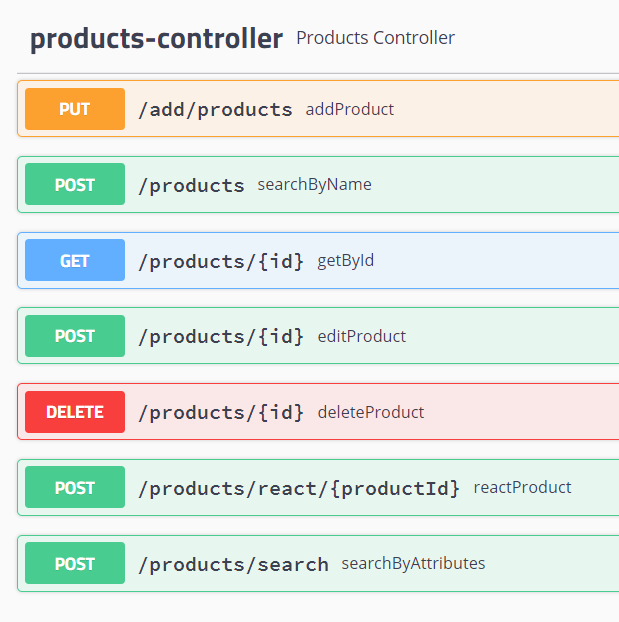 products-controller Products Controller
PUT /add/products addProduct
POST /products searchByName
GET /products/{id} getById
POST /products/{id} editProduct
DELETE /products/{id} deleteProduct
POST /products/react/{productId} reactProduct
POST /products/search searchByAttributes